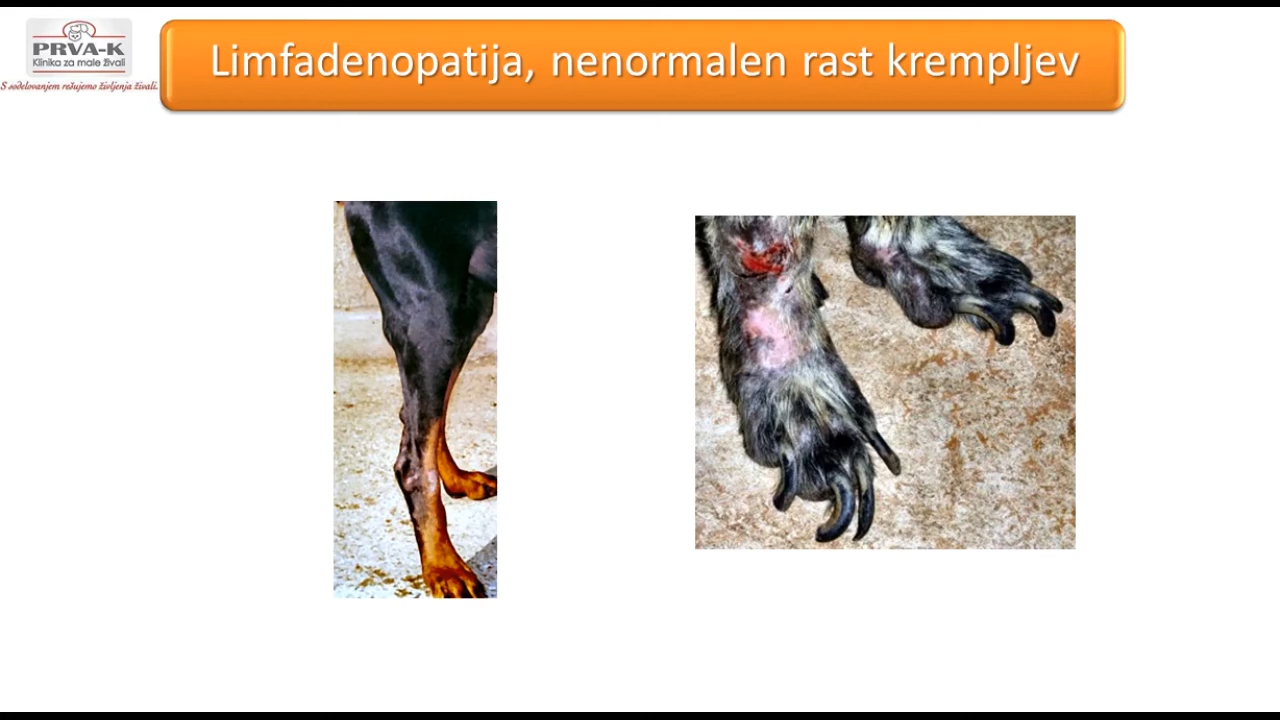 PRVA-K
Klinika za male živali
S sodelovanjem rešujemo življenja živali.
Limfadenopatija, nenormalen rast krempljev